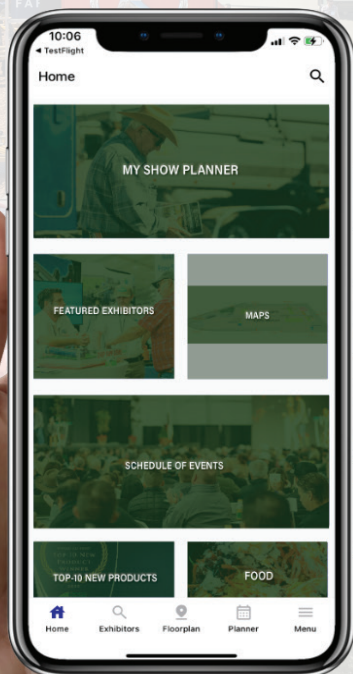 FAI
10:06
◀ TestFlight
Home
MY SHOW PLANNER
FEATURED EXHIBITORS
MAPS
SCHEDULE OF EVENTS
TOP-10 NEW PRODUCTS
FOOD
Home
Exhibitors
Floorplan
Planner
Menu